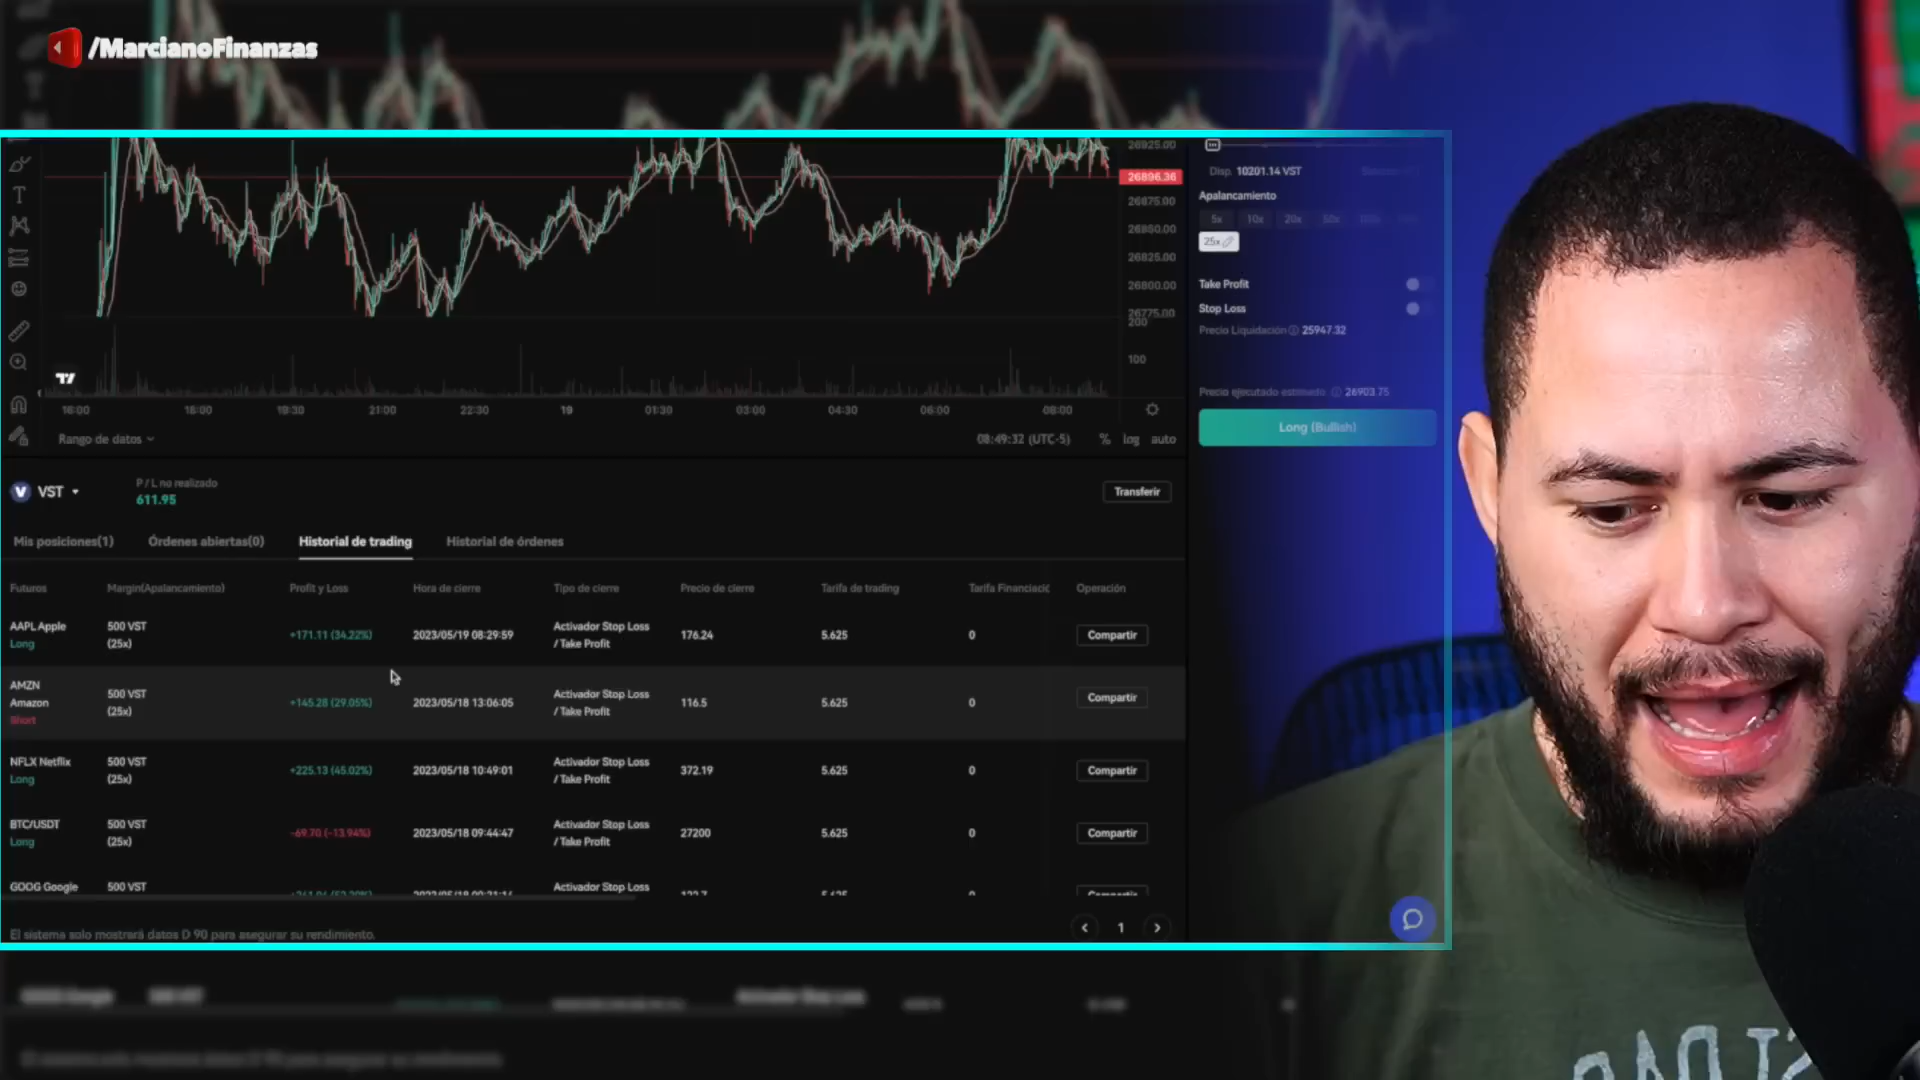 /MarcianoFinanzas
26925.00
26896.36
26875.00
26850.00
26825.00
26800.00
26775.00
200
100
16:00 18:00 19:30 21:00 22:30 19 01:30 03:00 04:30 06:00 08:00
Rango de datos
08:49:32 (UTC-5) % log auto
Disp. 10201.14 VST
Apalancamiento
5x 10x 20x 50x
25x
Take Profit
Stop Loss
Precio Liquidación 25947.32
Precio ejecutado estimado 26903.75
Long (Bullish)
VST
P / L no realizado
611.95
Transferir
Mis posiciones(1) Órdenes abiertas(0) Historial de trading Historial de órdenes
Futuros Margin(Apalancamiento) Profit y Loss Hora de cierre Tipo de cierre Precio de cierre Tarifa de trading Tarifa Financiació Operación
AAPL Apple
Long
500 VST
(25x)
+171.11 (34.22%)
2023/05/19 08:29:59
Activador Stop Loss
/ Take Profit
176.24
5.625
0
Compartir
AMZN
Amazon
Short
500 VST
(25x)
+145.28 (29.05%)
2023/05/18 13:06:05
Activador Stop Loss
/ Take Profit
116.5
5.625
0
Compartir
NFLX Netflix
Long
500 VST
(25x)
+225.13 (45.02%)
2023/05/18 10:49:01
Activador Stop Loss
/ Take Profit
372.19
5.625
0
Compartir
BTC/USDT
Long
500 VST
(25x)
-69.70 (-13.94%)
2023/05/18 09:44:47
Activador Stop Loss
/ Take Profit
27200
5.625
0
Compartir
GOOG Google
500 VST
Activador Stop Loss
El sistema solo mostrará datos D 90 para asegurar su rendimiento.
1